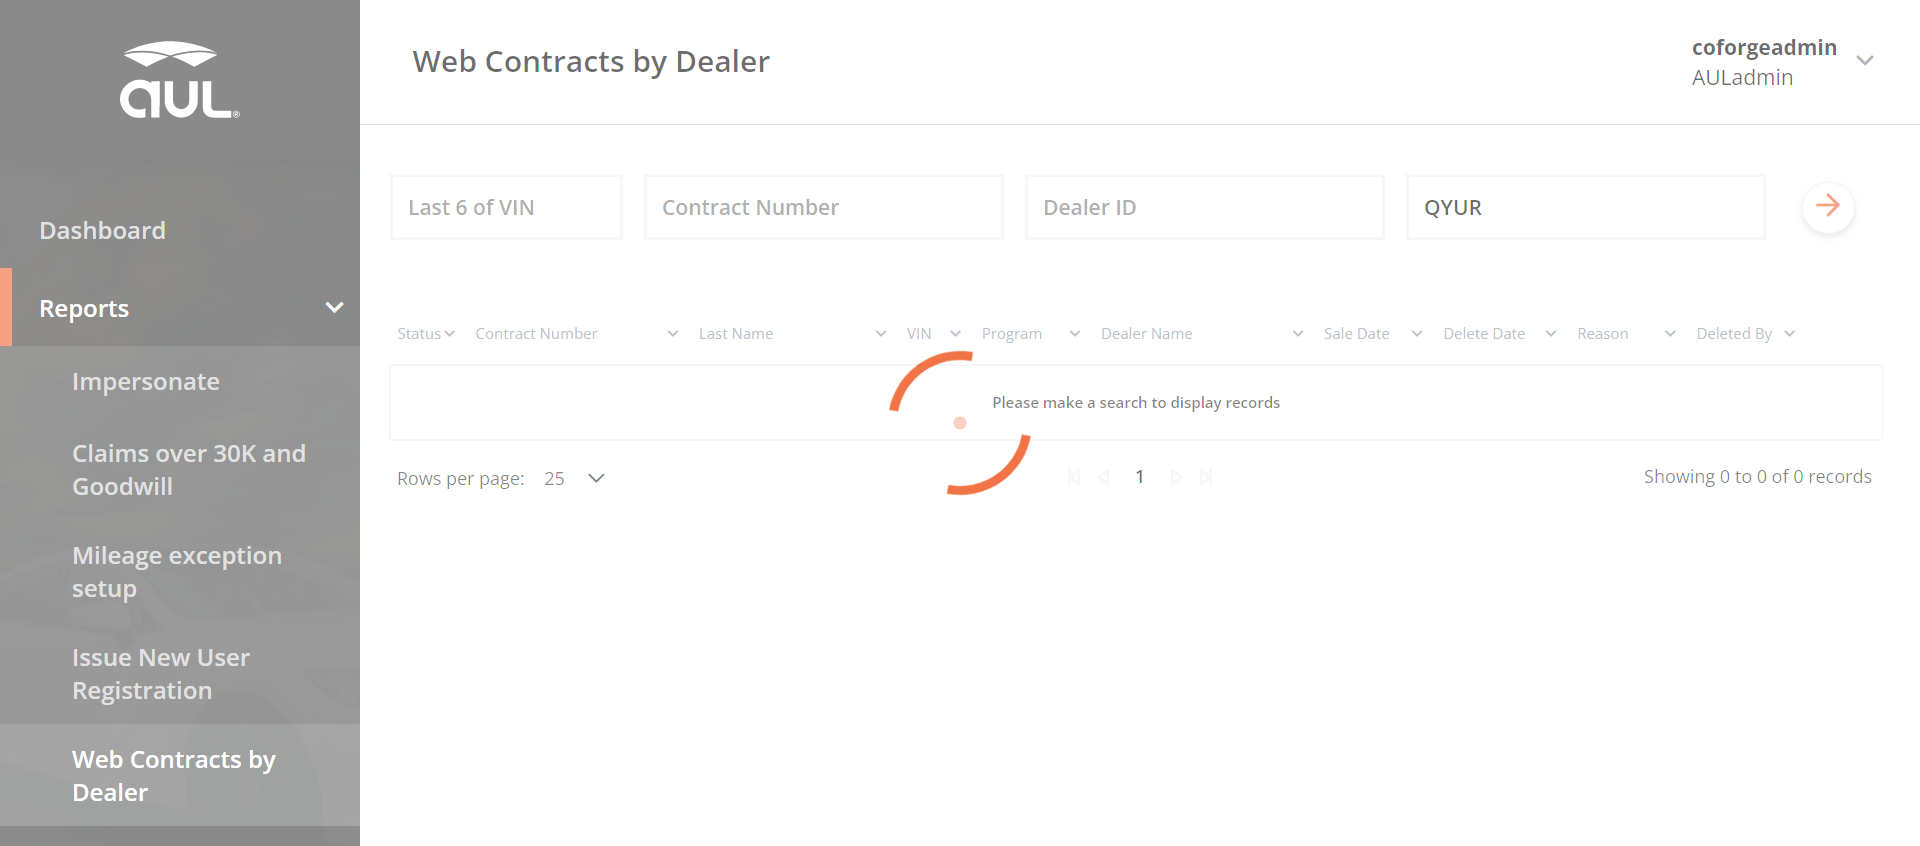 aUL®
Web Contracts by Dealer
coforgeadmin
AULadmin
Dashboard
Reports
Impersonate
Claims over 30K and
Goodwill
Mileage exception
setup
Issue New User
Registration
Web Contracts by
Dealer
Last 6 of VIN
Contract Number
Dealer ID
QYUR
Status
Contract Number
Last Name
VIN
Program
Dealer Name
Sale Date
Delete Date
Reason
Deleted By
Please make a search to display records
Rows per page: 25
1
Showing 0 to 0 of 0 records